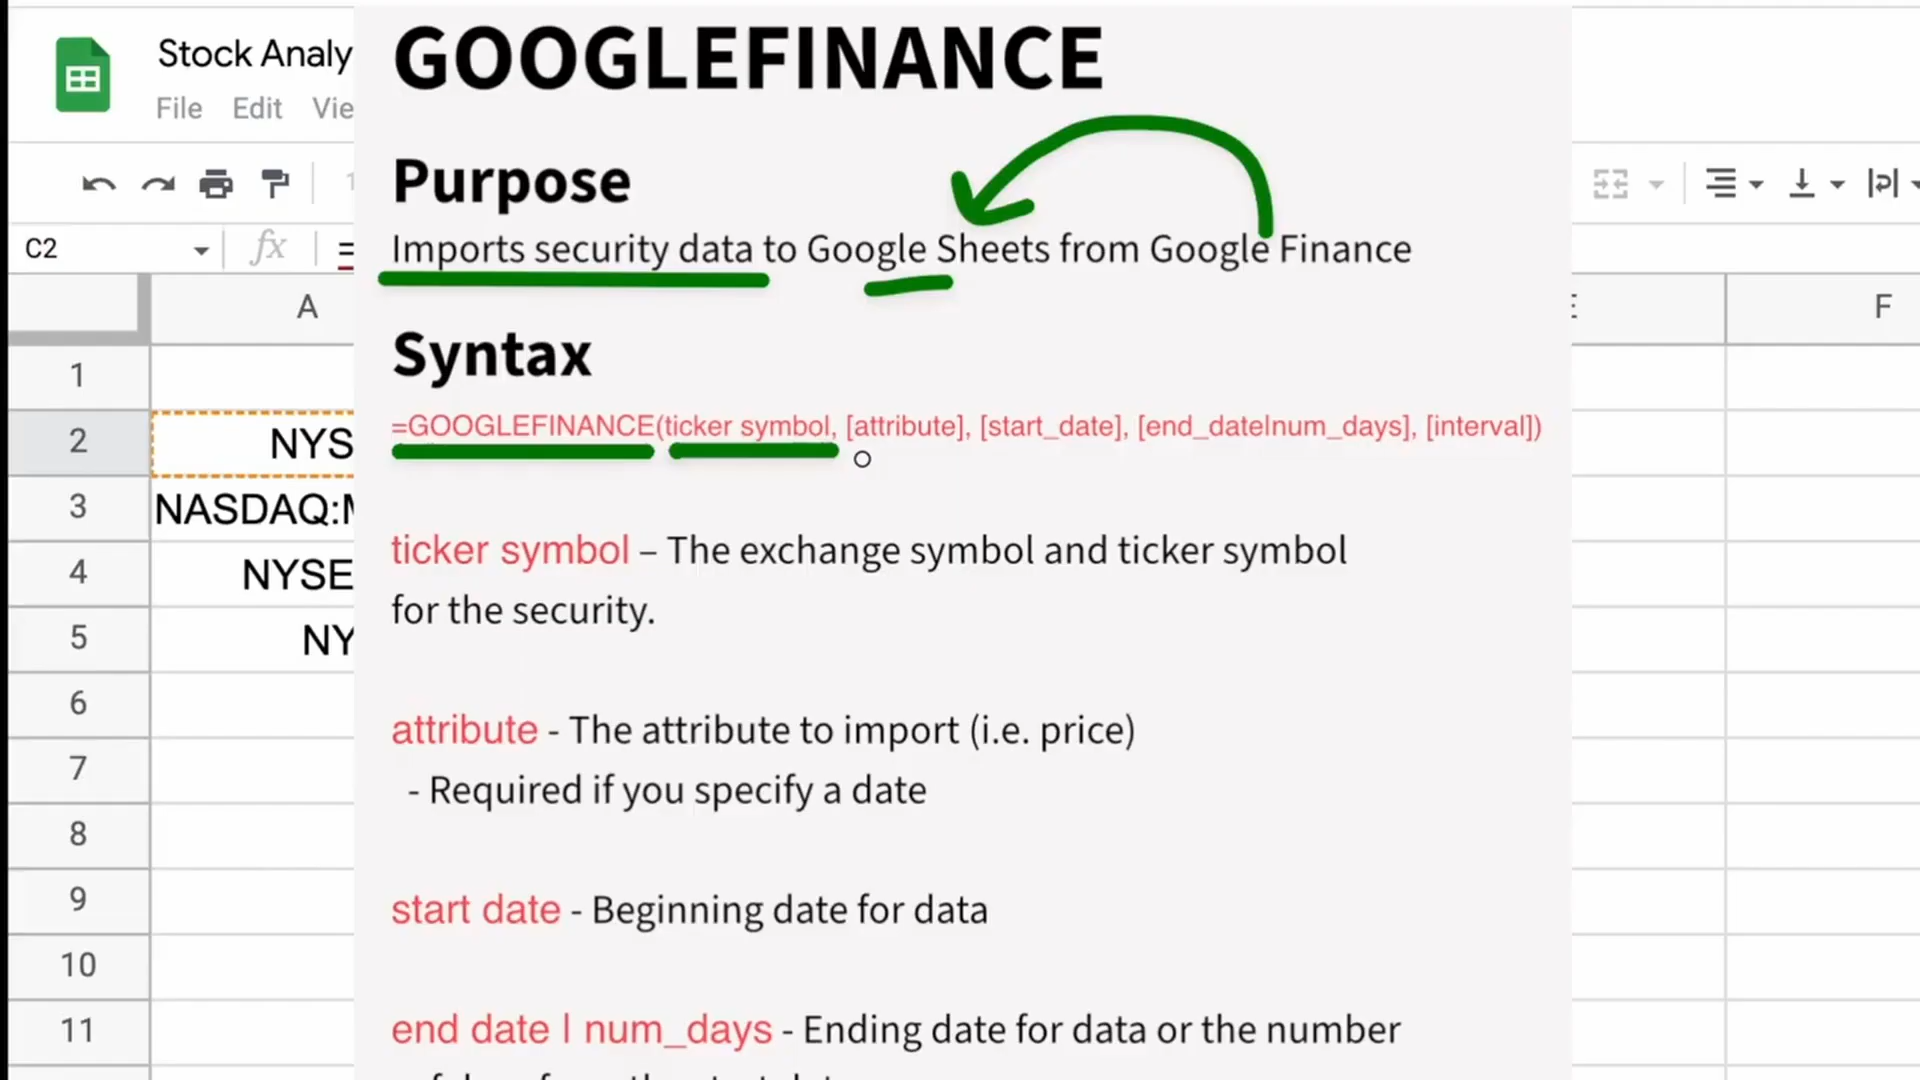 Stock Analy
GOOGLEFINANCE
File Edit Vie
Purpose
C2 fx =
Imports security data to Google Sheets from Google Finance
A F
Syntax
1
=GOOGLEFINANCE(ticker symbol, [attribute], [start_date], [end_date|num_days], [interval])
2 NYS
3 NASDAQ:M
ticker symbol – The exchange symbol and ticker symbol
4 NYSE
for the security.
5 NY
6
attribute - The attribute to import (i.e. price)
7
- Required if you specify a date
8
9
start date - Beginning date for data
10
11
end date | num_days - Ending date for data or the number